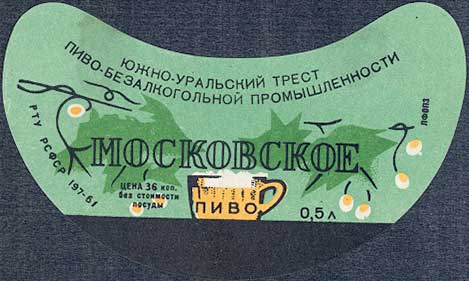 ЮЖНО-УРАЛЬСКИЙ ТРЕСТ
ПИВО-БЕЗАЛКОГОЛЬНОЙ ПРОМЫШЛЕННОСТИ
РТУ РСФСР 197-61
ЛФОПЗ
МОСКОВСКОЕ
ЦЕНА 36 коп.
без стоимости
посуды
ПИВО
0,5 л